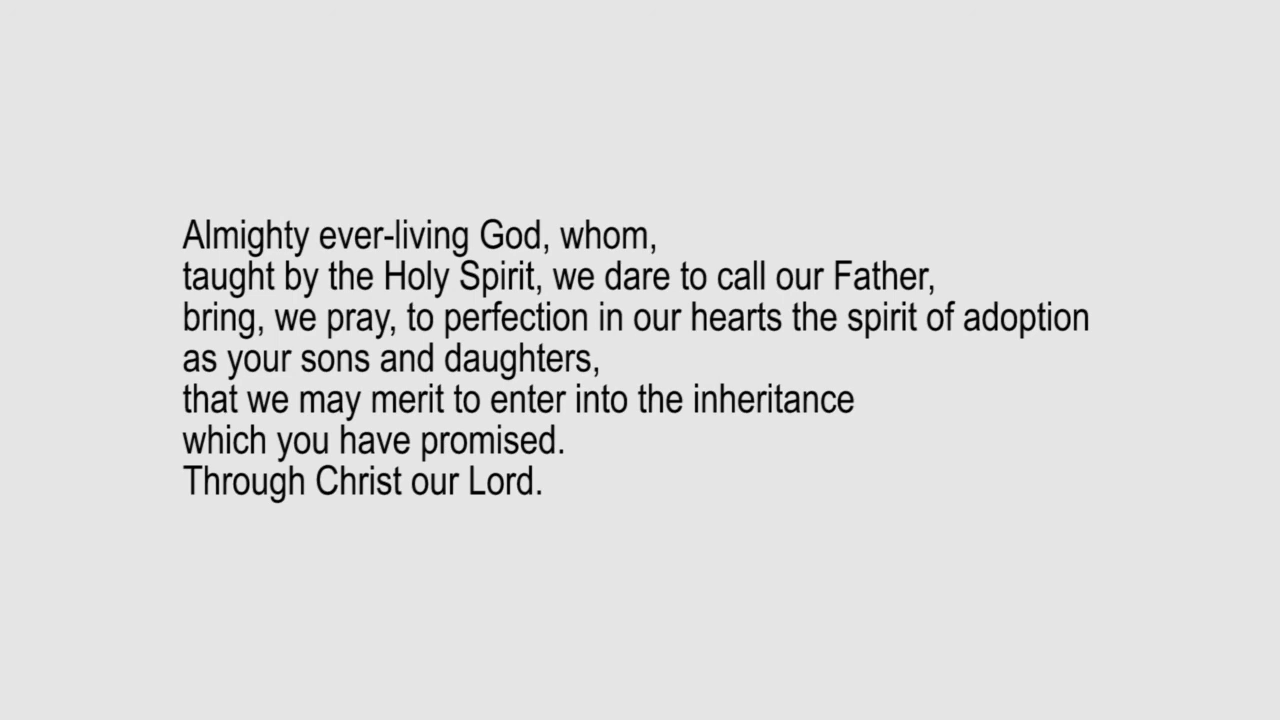 Almighty ever-living God, whom,
taught by the Holy Spirit, we dare to call our Father,
bring, we pray, to perfection in our hearts the spirit of adoption
as your sons and daughters,
that we may merit to enter into the inheritance
which you have promised.
Through Christ our Lord.